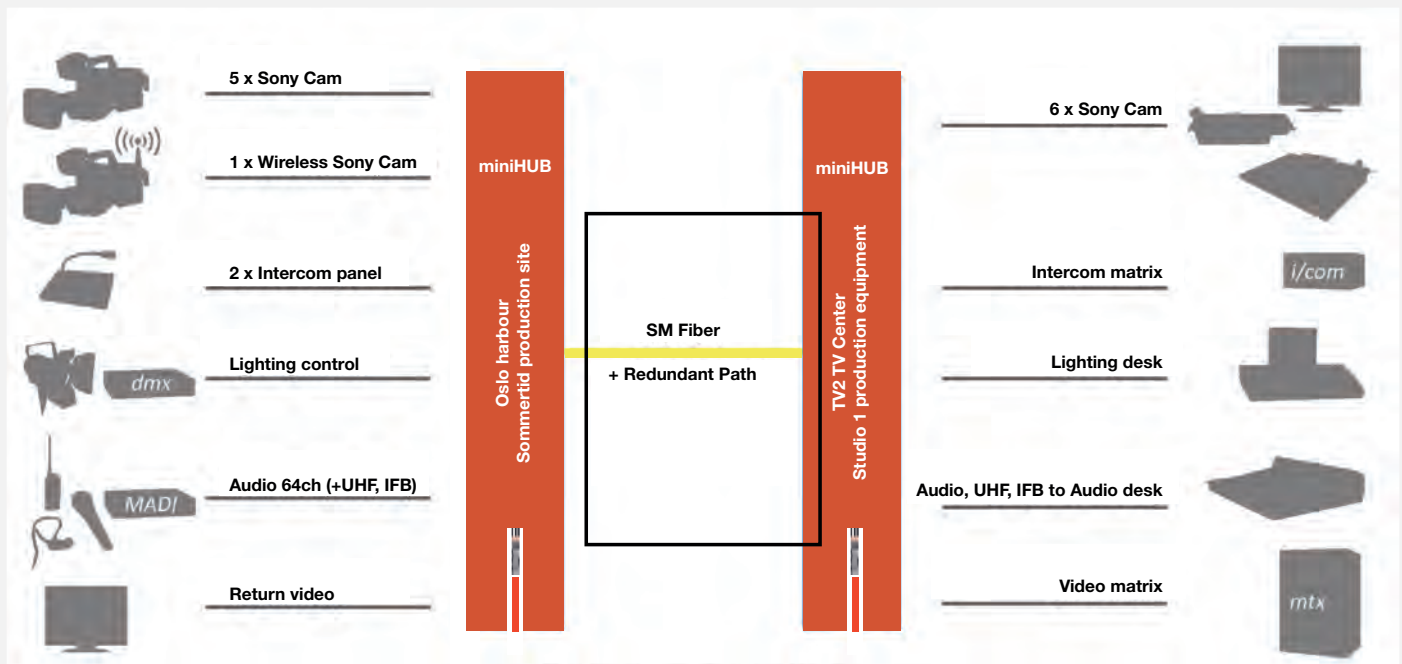 5 x Sony Cam
1 x Wireless Sony Cam
2 x Intercom panel
Lighting control
dmx
Audio 64ch (+UHF, IFB)
MADI
Return video
miniHUB
Oslo harbour
Sommertid production site
SM Fiber
+ Redundant Path
miniHUB
TV2 TV Center
Studio 1 production equipment
6 x Sony Cam
Intercom matrix
i/com
Lighting desk
Audio, UHF, IFB to Audio desk
Video matrix
mtx